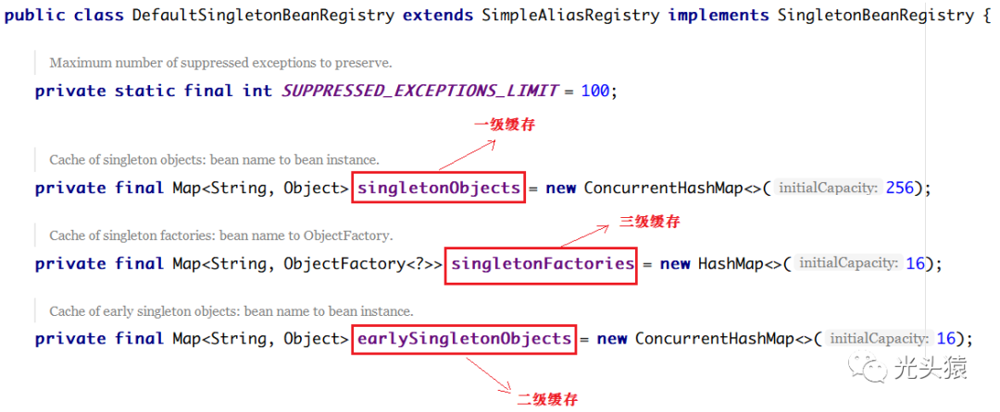 public class DefaultSingletonBeanRegistry extends SimpleAliasRegistry implements SingletonBeanRegistry {
Maximum number of suppressed exceptions to preserve.
private static final int SUPPRESSED_EXCEPTIONS_LIMIT = 100;
一级缓存
Cache of singleton objects: bean name to bean instance.
private final Map<String, Object> singletonObjects = new ConcurrentHashMap<>( initialCapacity: 256);
三级缓存
Cache of singleton factories: bean name to ObjectFactory.
private final Map<String, ObjectFactory<?>> singletonFactories = new HashMap<>( initialCapacity: 16);
Cache of early singleton objects: bean name to bean instance.
private final Map<String, Object> earlySingletonObjects = new ConcurrentHashMap<>( initialCapacity: 16);
光头猿
二级缓存